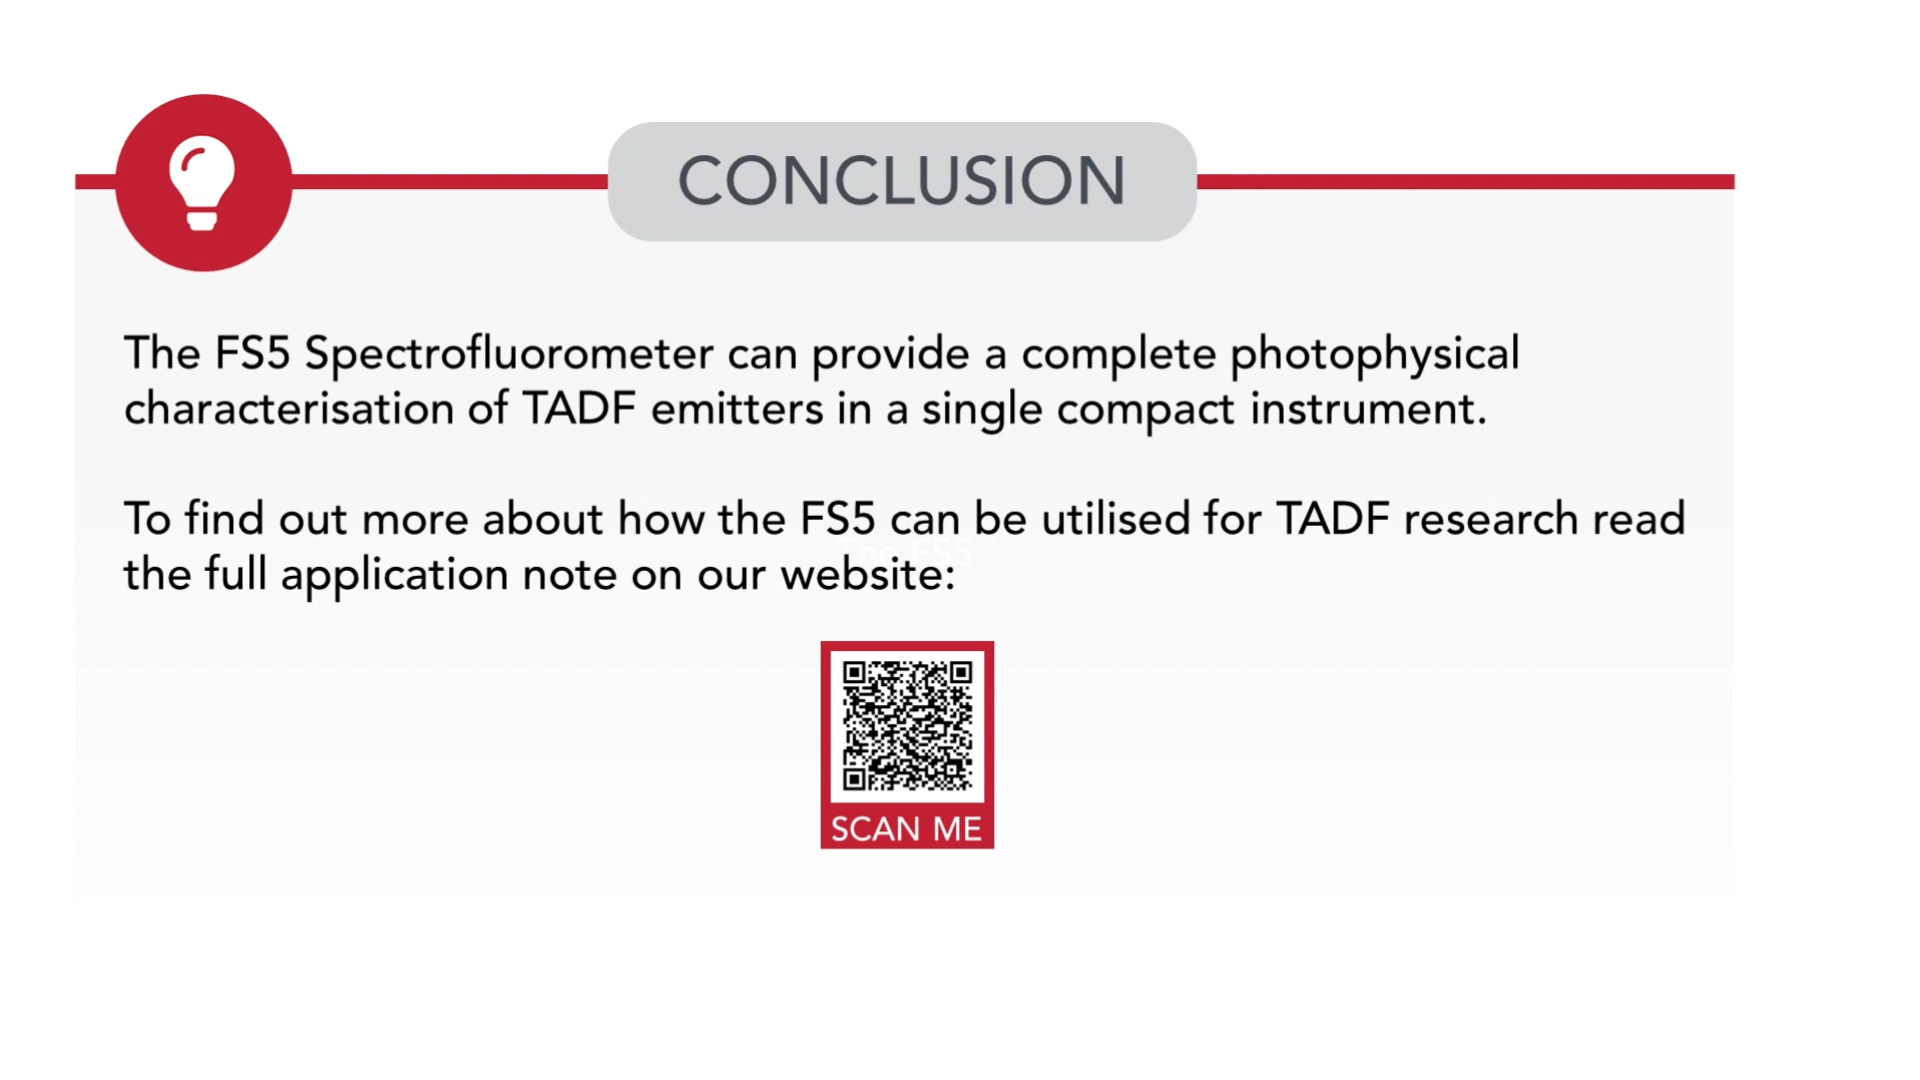 CONCLUSION
The FS5 Spectrofluorometer can provide a complete photophysical
characterisation of TADF emitters in a single compact instrument.
To find out more about how the FS5 can be utilised for TADF research read
the full application note on our website:
The FS5
SCAN ME